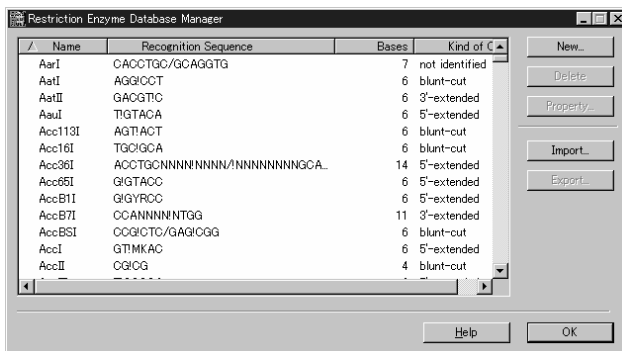 Restriction Enzyme Database Manager
Name Recognition Sequence Bases Kind of C
AarI CACCTGC/GCAGGTG 7 not identified
AatI AGG!CCT 6 blunt-cut
AatII GACGT!C 6 3'-extended
AauI T!GTACA 6 5'-extended
Acc113I AGT!ACT 6 blunt-cut
Acc16I TGC!GCA 6 blunt-cut
Acc36I ACCTGCNNNN!NNNN/!NNNNNNNNGCA... 14 5'-extended
Acc65I G!GTACC 6 5'-extended
AccB1I G!GYRCC 6 5'-extended
AccB7I CCANNNN!NTGG 11 3'-extended
AccBSI CCG!CTC/GAG!CGG 6 blunt-cut
AccI GT!MKAC 6 5'-extended
AccII CG!CG 4 blunt-cut
New...
Delete
Property...
Import...
Export...
Help
OK